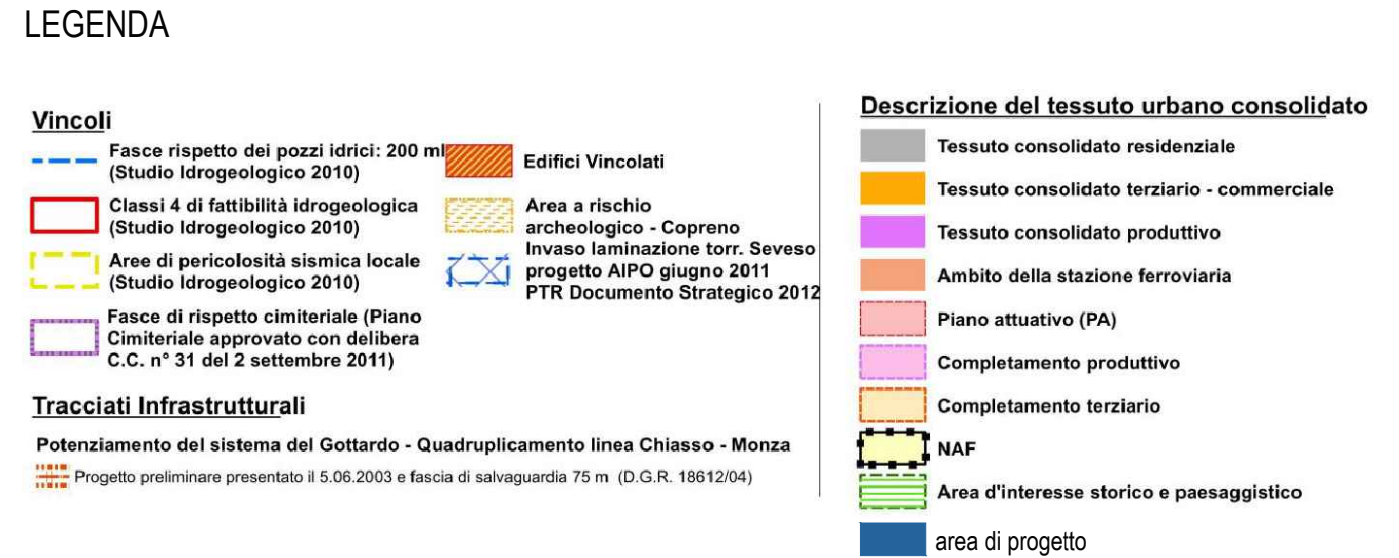 LEGENDA
Vincoli
Fasce rispetto dei pozzi idrici: 200 ml
(Studio Idrogeologico 2010)
Classi 4 di fattibilità idrogeologica
(Studio Idrogeologico 2010)
Aree di pericolosità sismica locale
(Studio Idrogeologico 2010)
Fasce di rispetto cimiteriale (Piano
Cimiteriale approvato con delibera
C.C. n° 31 del 2 settembre 2011)
Edifici Vincolati
Area a rischio
archeologico - Copreno
Invaso laminazione torr. Seveso
progetto AIPO giugno 2011
PTR Documento Strategico 2012
Tracciati Infrastrutturali
Potenziamento del sistema del Gottardo - Quadruplicamento linea Chiasso - Monza
Progetto preliminare presentato il 5.06.2003 e fascia di salvaguardia 75 m (D.G.R. 18612/04)
Descrizione del tessuto urbano consolidato
Tessuto consolidato residenziale
Tessuto consolidato terziario - commerciale
Tessuto consolidato produttivo
Ambito della stazione ferroviaria
Piano attuativo (PA)
Completamento produttivo
Completamento terziario
NAF
Area d'interesse storico e paesaggistico
area di progetto